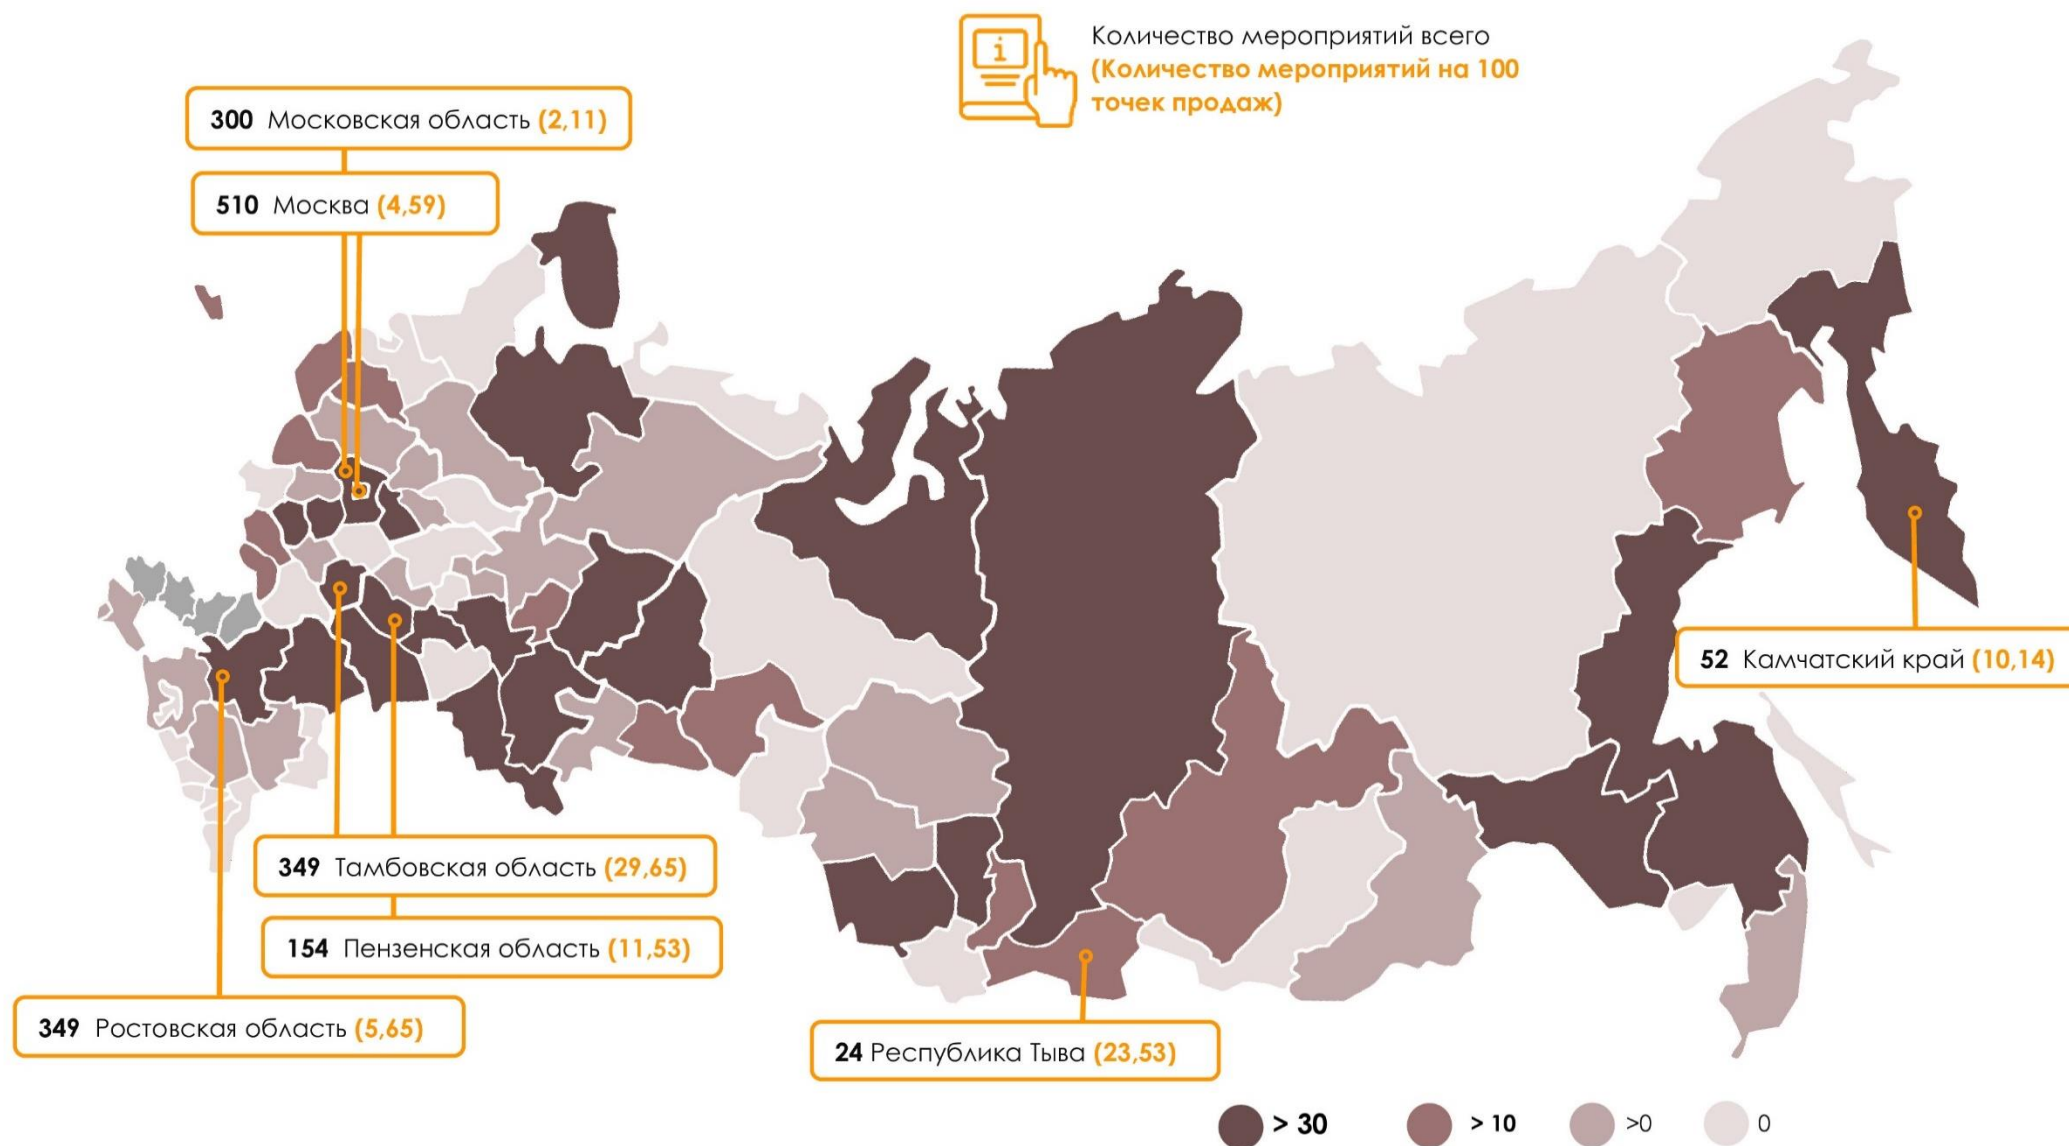 Количество мероприятий всего
(Количество мероприятий на 100
точек продаж)
300 Московская область (2,11)
510 Москва (4,59)
52 Камчатский край (10,14)
349 Тамбовская область (29,65)
154 Пензенская область (11,53)
349 Ростовская область (5,65)
24 Республика Тыва (23,53)
> 30 > 10 >0 0